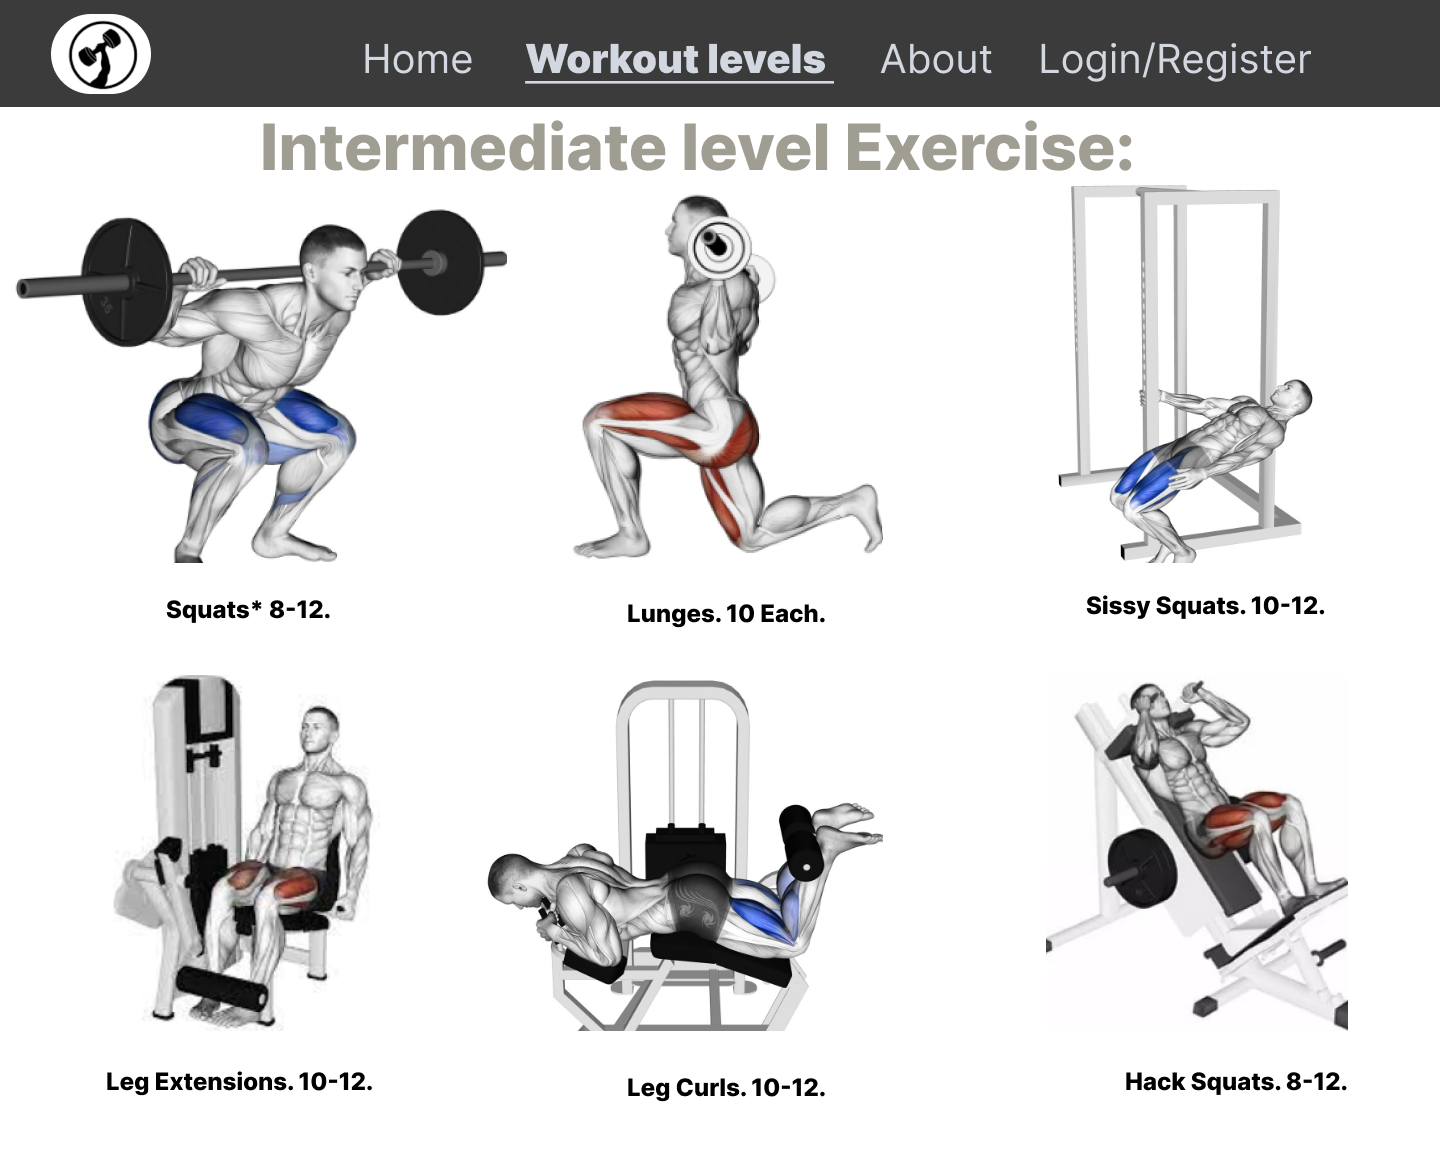 Home Workout levels About Login/Register
Intermediate level Exercise:
36
Squats* 8-12.
Lunges. 10 Each.
Sissy Squats. 10-12.
Leg Extensions. 10-12.
Leg Curls. 10-12.
Hack Squats. 8-12.